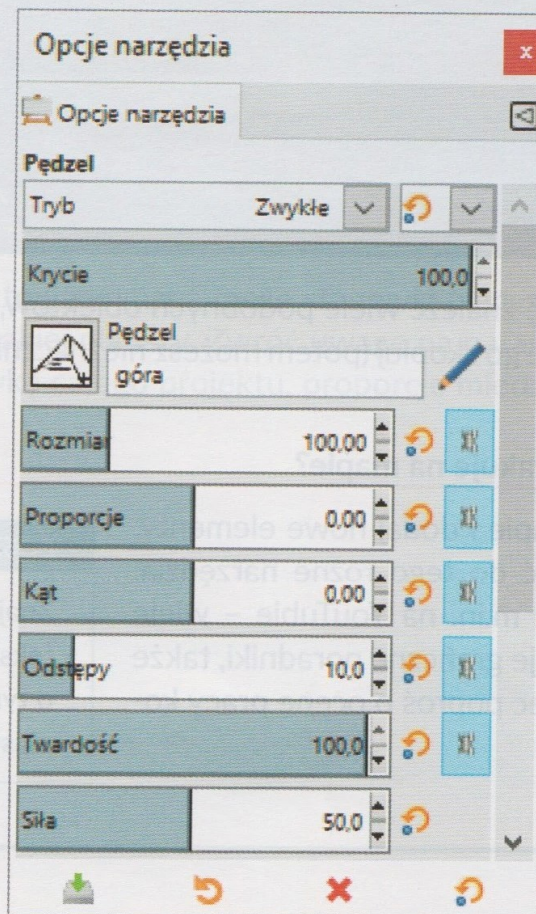 Opcje narzędzia
x
Opcje narzędzia
Pędzel
Tryb Zwykłe
Krycie 100,0
Pędzel
góra
Rozmiar 100,00
Proporcje 0,00
Kąt 0,00
Odstępy 10,0
Twardość 100,0
Siła 50,0